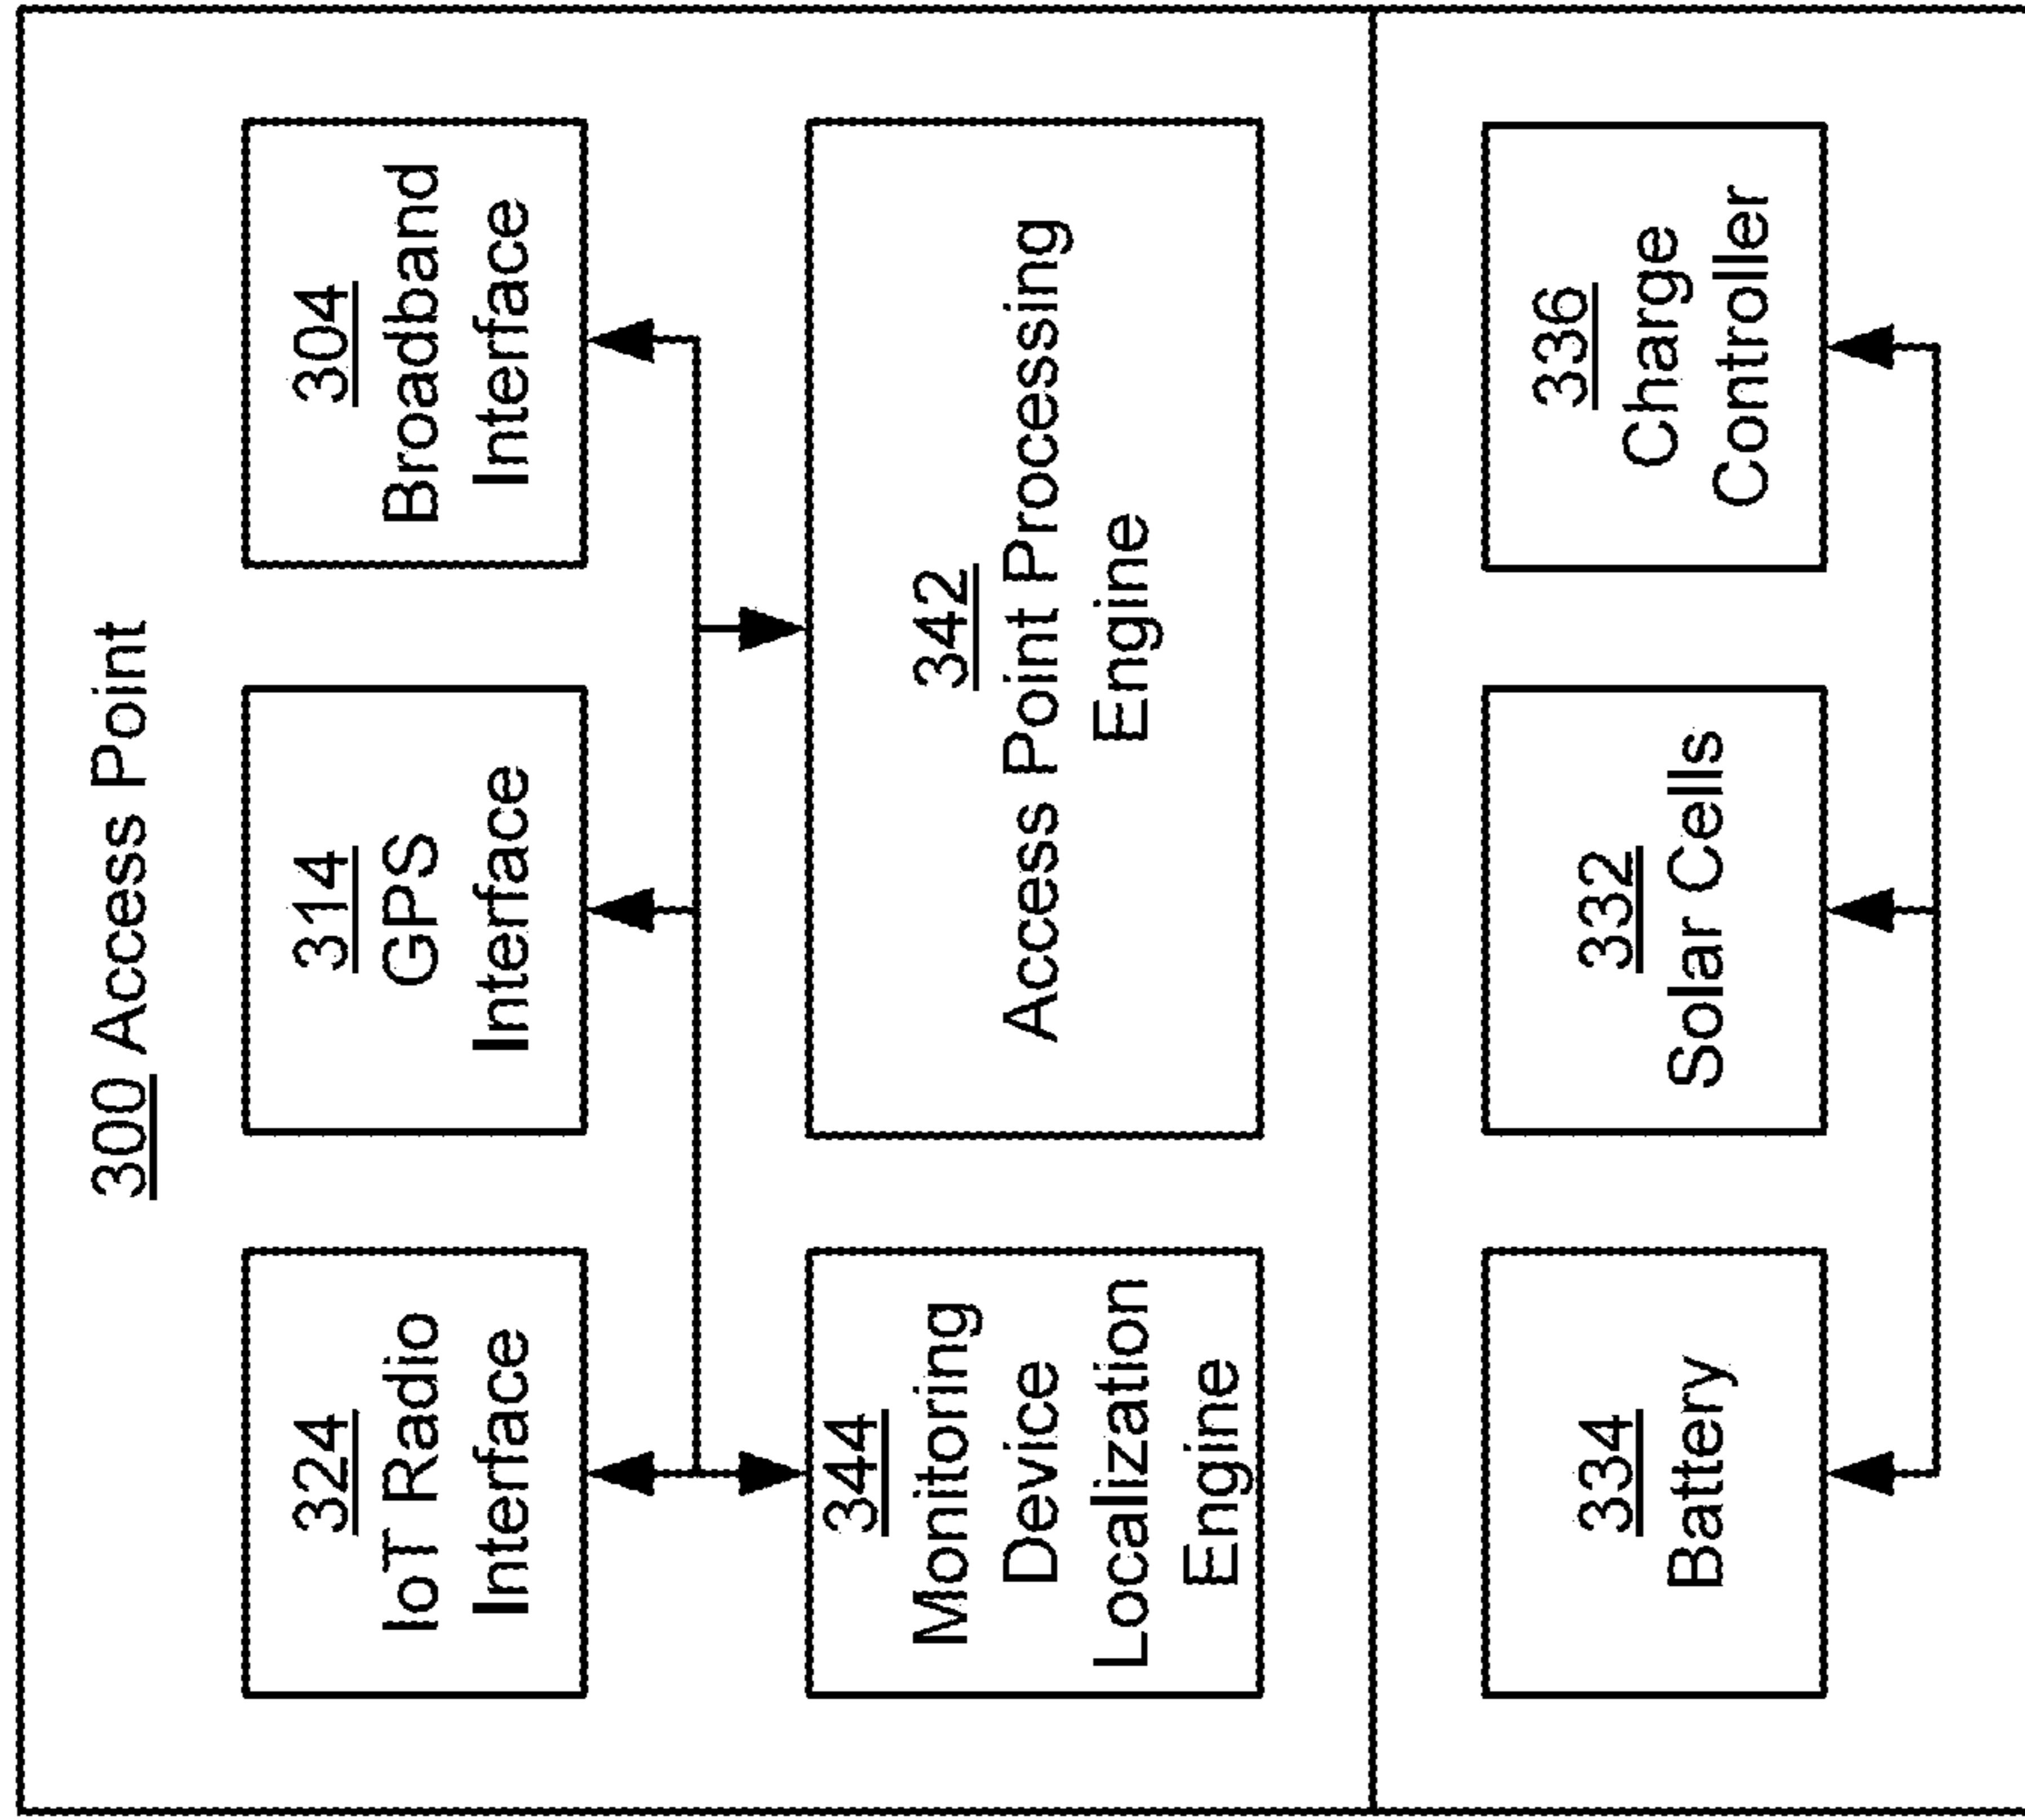 300 Access Point
324
IoT Radio
Interface
314
GPS
Interface
304
Broadband
Interface
344
Monitoring
Device
Localization
Engine
342
Access Point Processing
Engine
334
Battery
332
Solar Cells
336
Charge
Controller